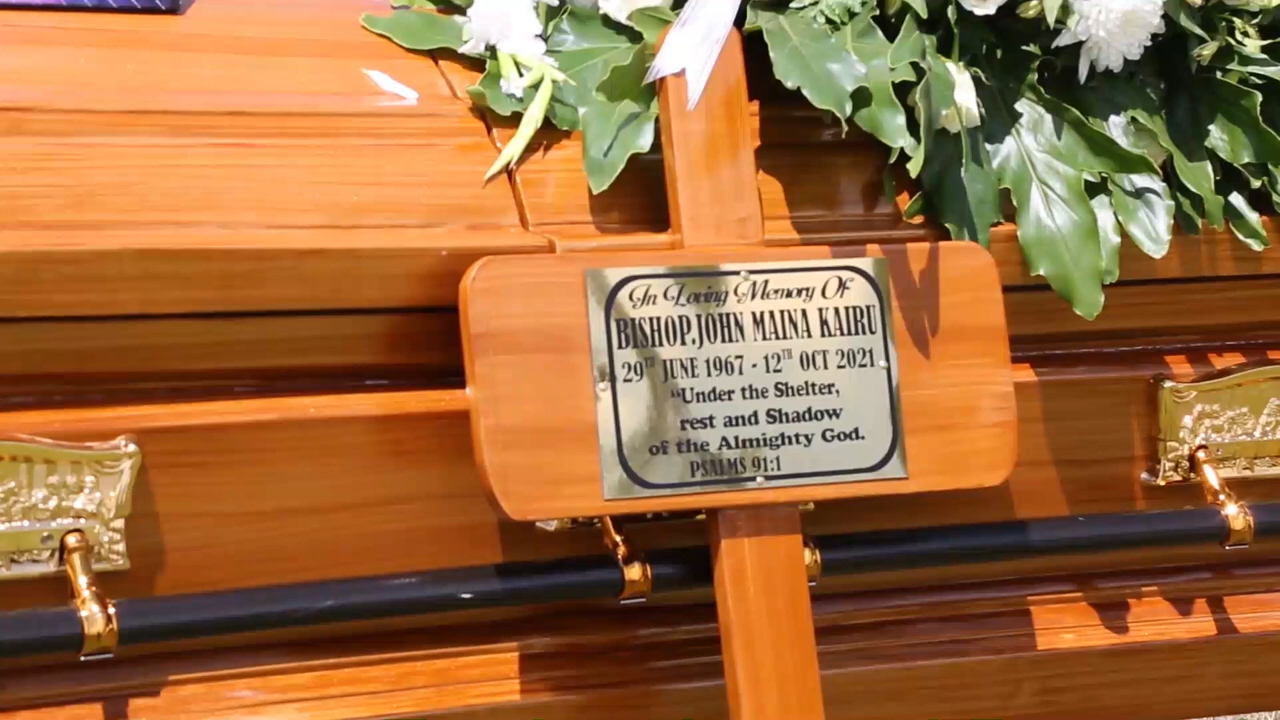 In Loving Memory Of
BISHOP.JOHN MAINA KAIRU
29TH JUNE 1967 - 12TH OCT 2021
"Under the Shelter,
rest and Shadow
of the Almighty God.
PSALMS 91:1